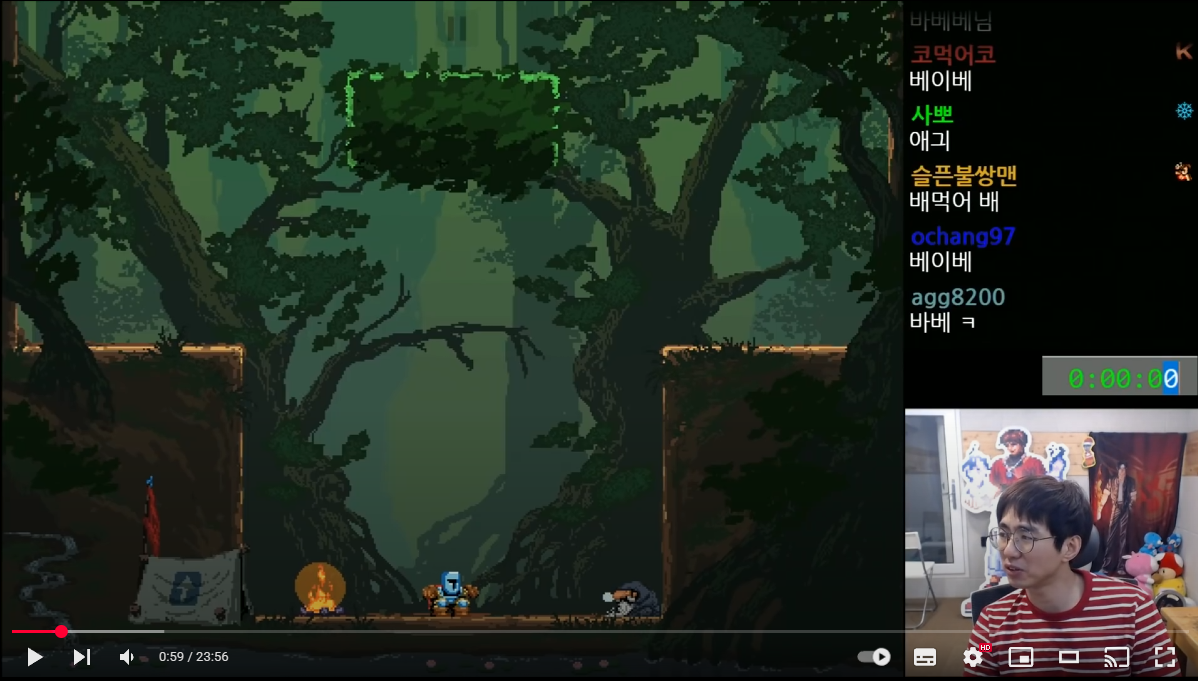 바베베님
코먹어코
베이베
사뽀
애긔
슬픈불쌍맨
배먹어 배
ochang97
베이베
agg8200
바베 ㅋ
0:00:00
0:59 / 23:56
HD